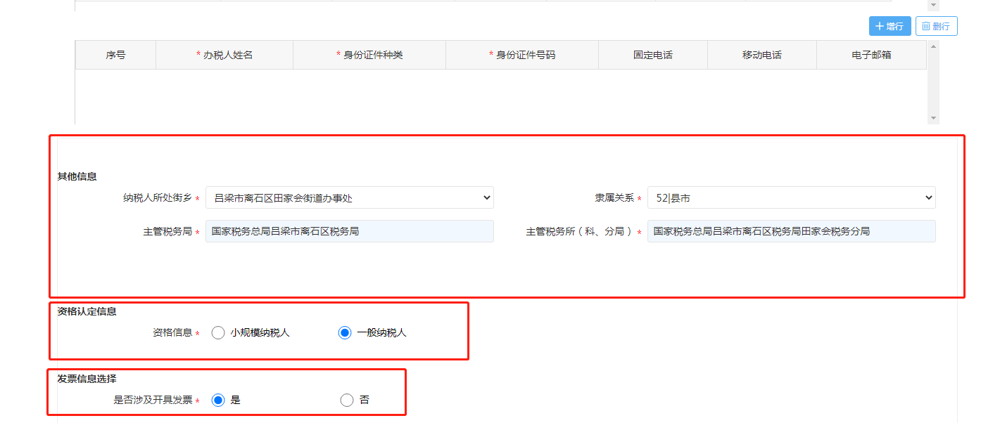 增行 删行
序号 * 办税人姓名 * 身份证件种类 * 身份证件号码 固定电话 移动电话 电子邮箱
其他信息
纳税人所处街乡 * 吕梁市离石区田家会街道办事处 隶属关系 * 52|县市
主管税务局 * 国家税务总局吕梁市离石区税务局 主管税务所（科、分局） * 国家税务总局吕梁市离石区税务局田家会税务分局
资格认定信息
资格信息 * 小规模纳税人 一般纳税人
发票信息选择
是否涉及开具发票 * 是 否